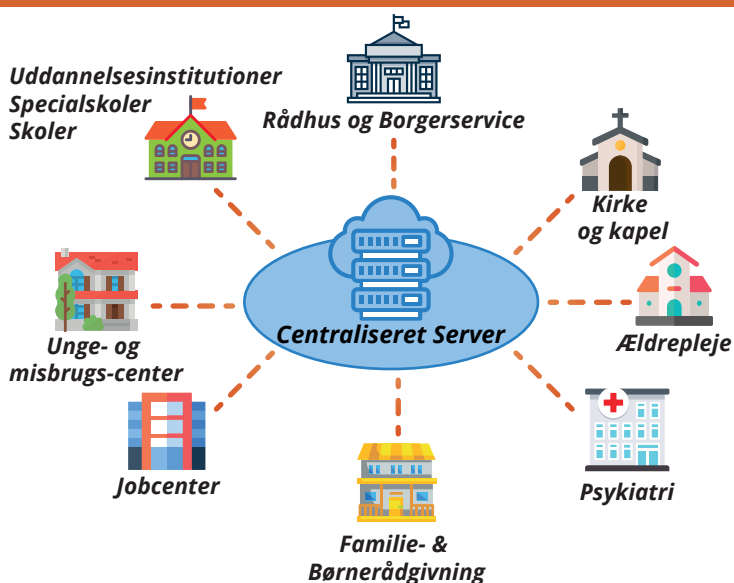 Uddannelsesinstitutioner
Specialskoler
Skoler
Rådhus og Borgerservice
Kirke
og kapel
Centraliseret Server
Unge- og
misbrugs-center
Ældrepleje
Jobcenter
Psykiatri
Familie- &
Børnerådgivning